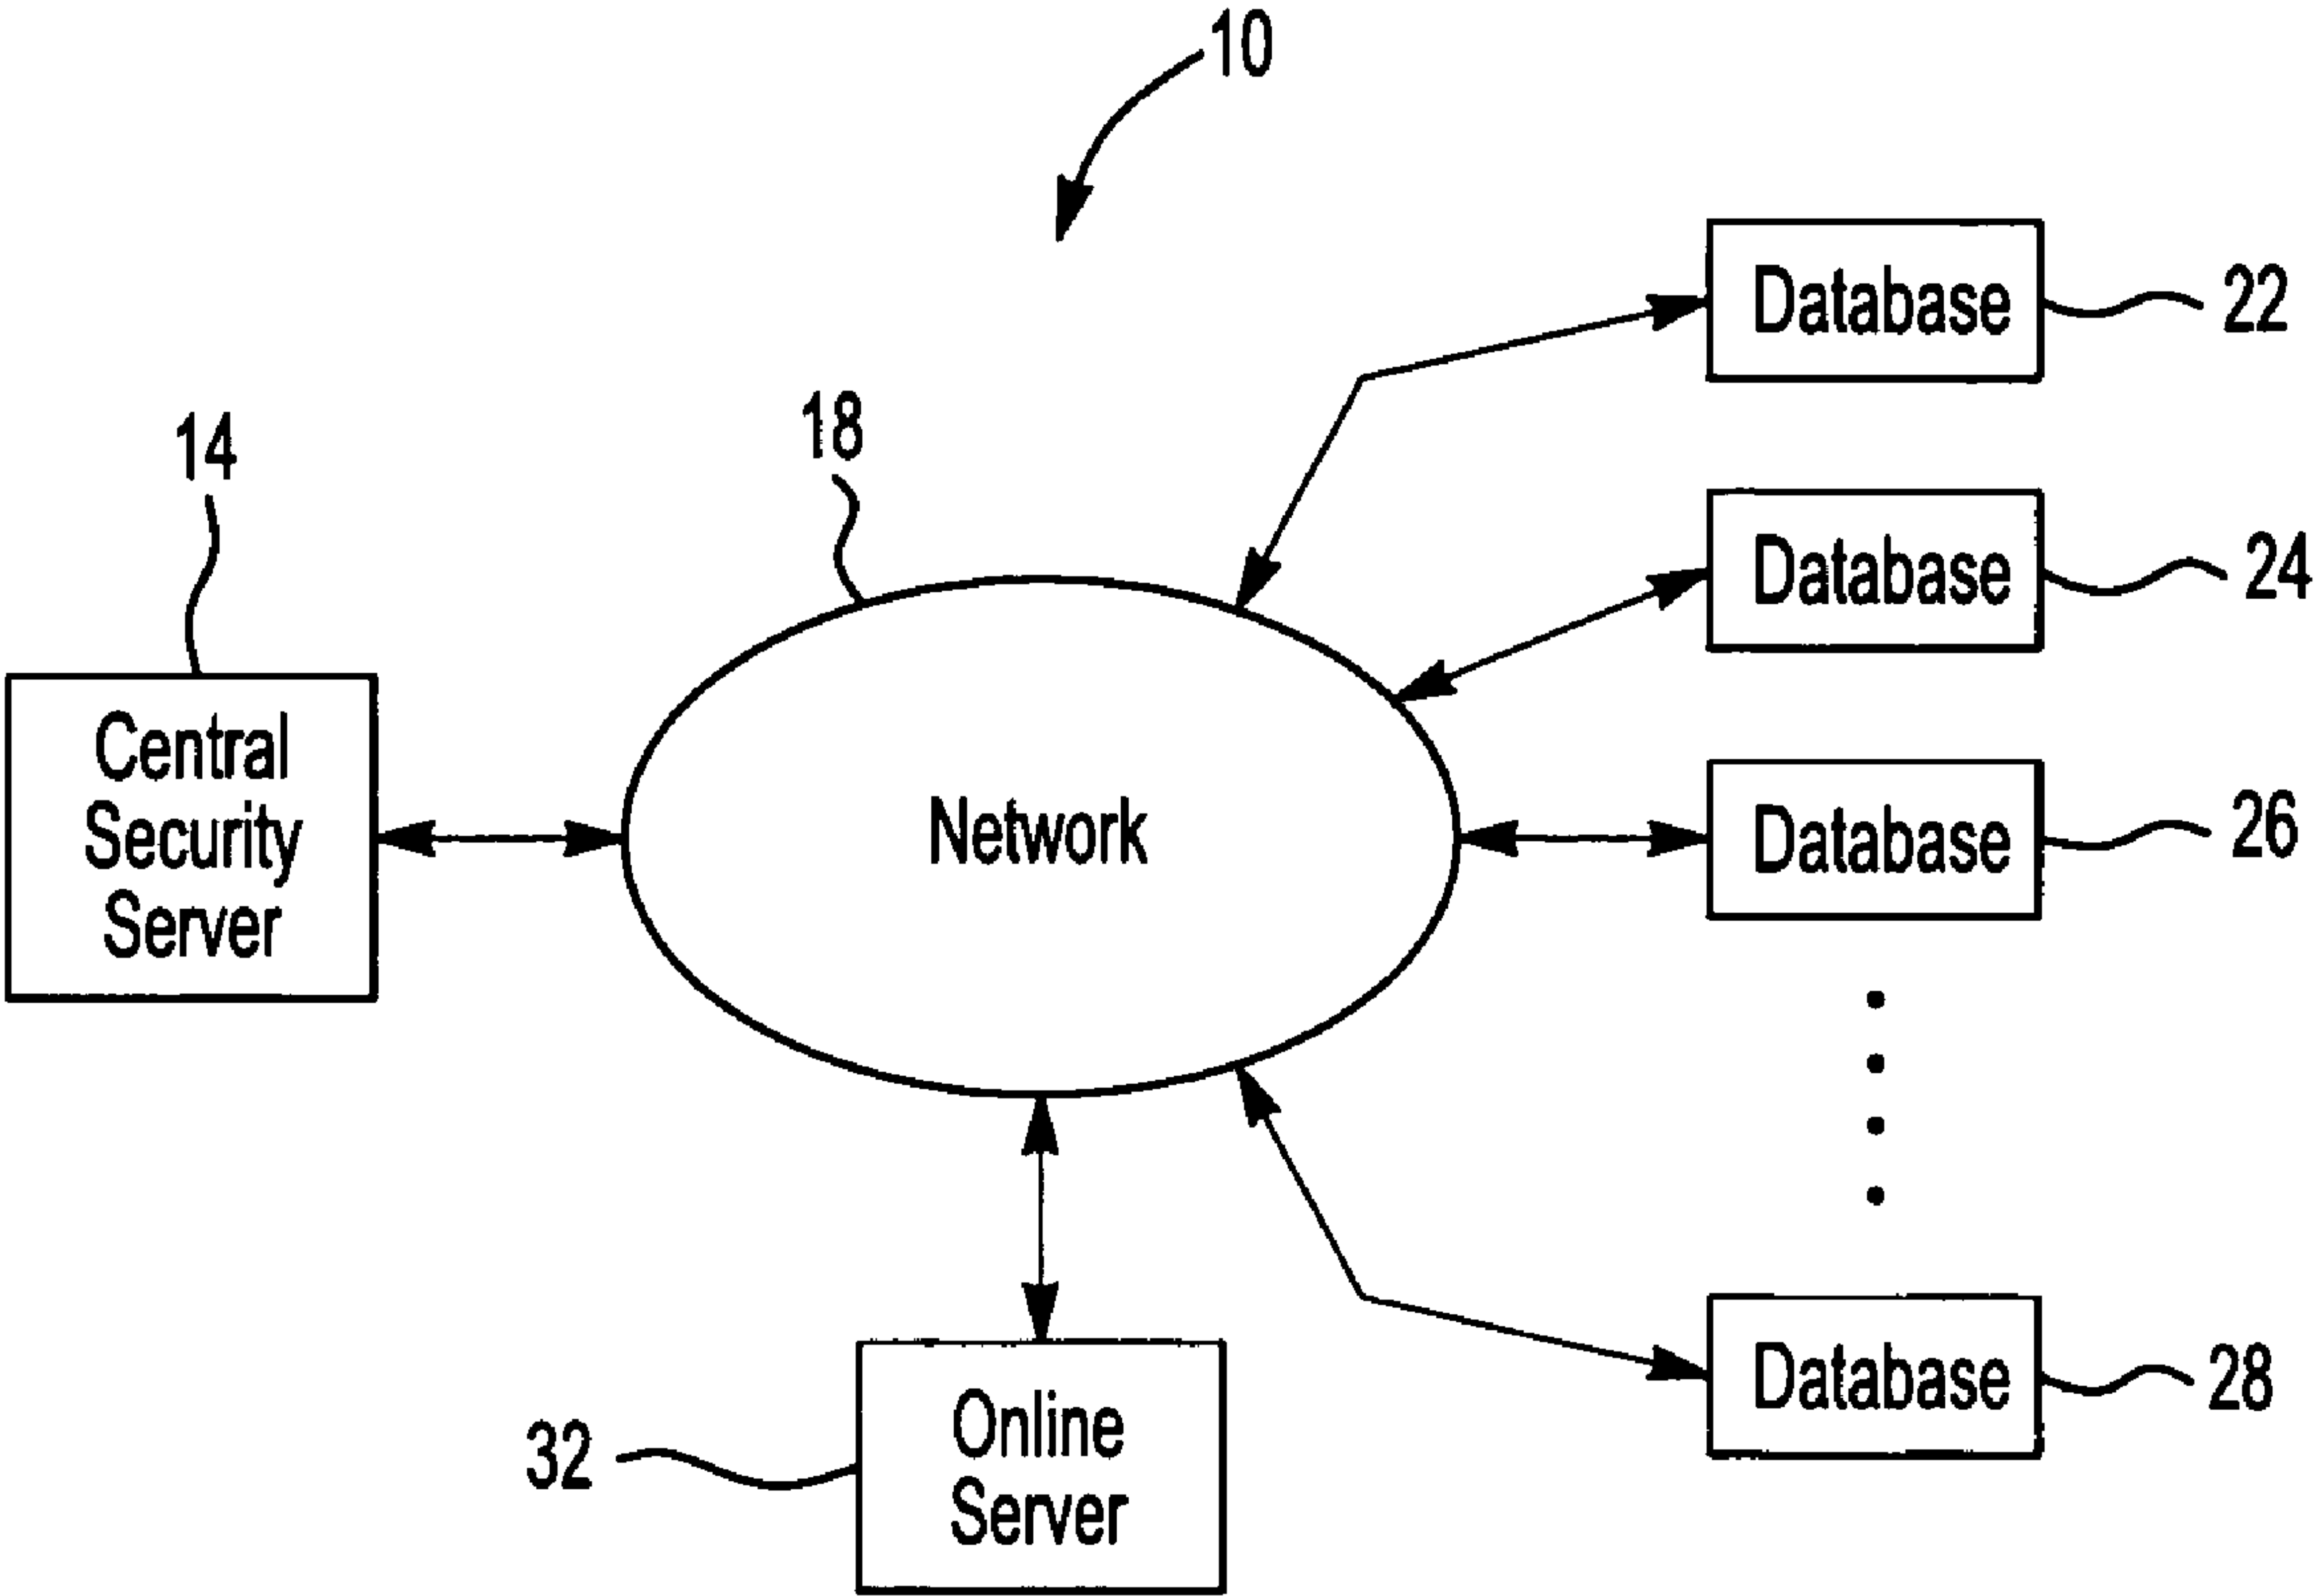 10
Database
22
18
14
Database
24
Central
Security
Server
Network
Database
26
Database
28
Online
Server
32